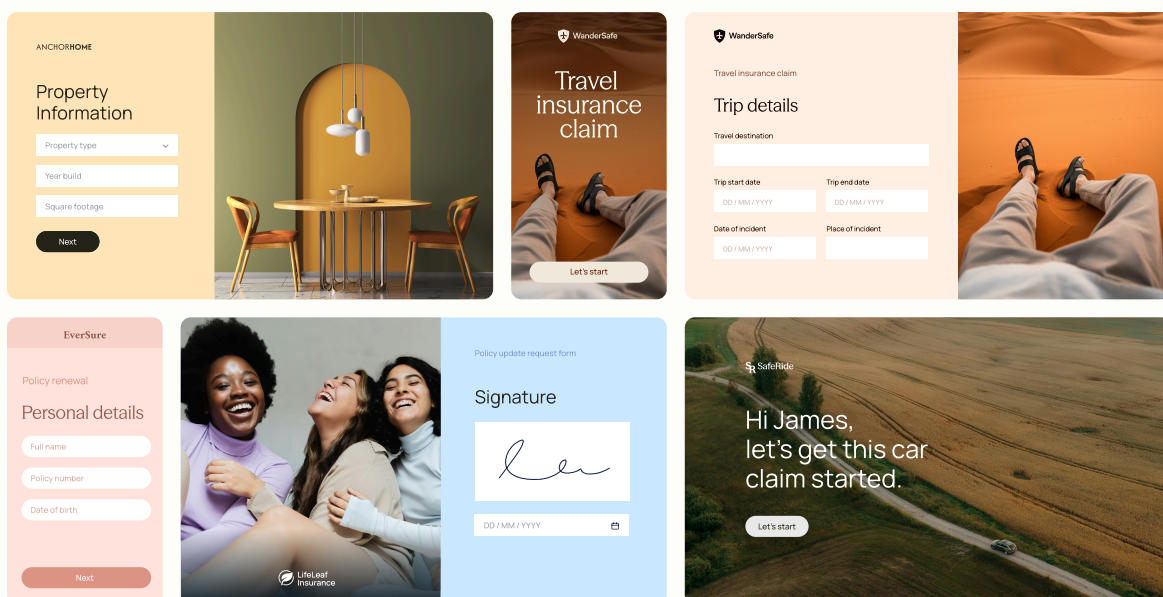 ANCHORHOME
Property
Information
Property type
Year build
Square footage
Next
WanderSafe
Travel
insurance
claim
Let's start
WanderSafe
Travel insurance claim
Trip details
Travel destination
Trip start date
Trip end date
DD / MM / YYYY
DD / MM / YYYY
Date of incident
Place of incident
DD / MM / YYYY
EverSure
Policy renewal
Personal details
Full name
Policy number
Date of birth
Next
LifeLeaf
Insurance
Policy update request form
Signature
DD / MM / YYYY
SR SafeRide
Hi James,
let's get this car
claim started.
Let's start